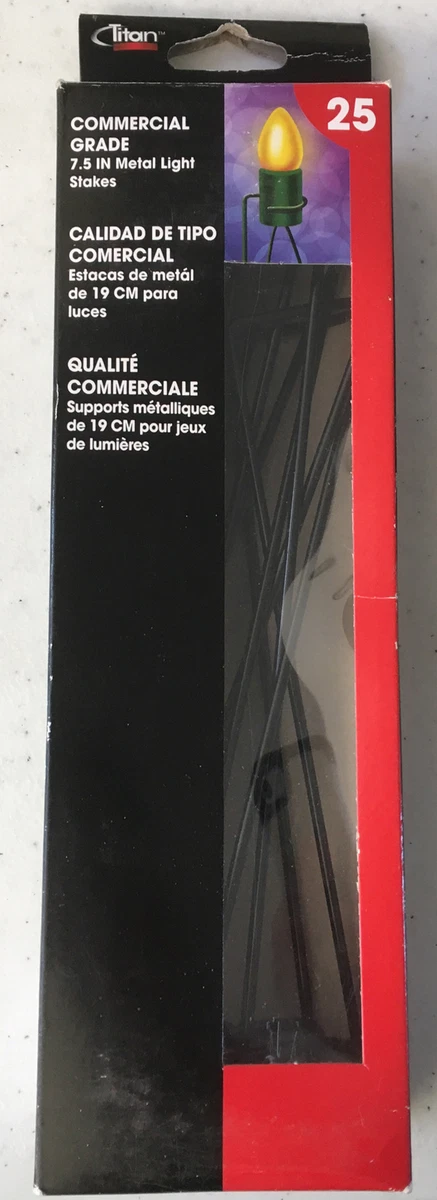 Titan™
25
COMMERCIAL
GRADE
7.5 IN Metal Light
Stakes
CALIDAD DE TIPO
COMERCIAL
Estacas de metál
de 19 CM para
luces
QUALITÉ
COMMERCIALE
Supports métalliques
de 19 CM pour jeux
de lumières